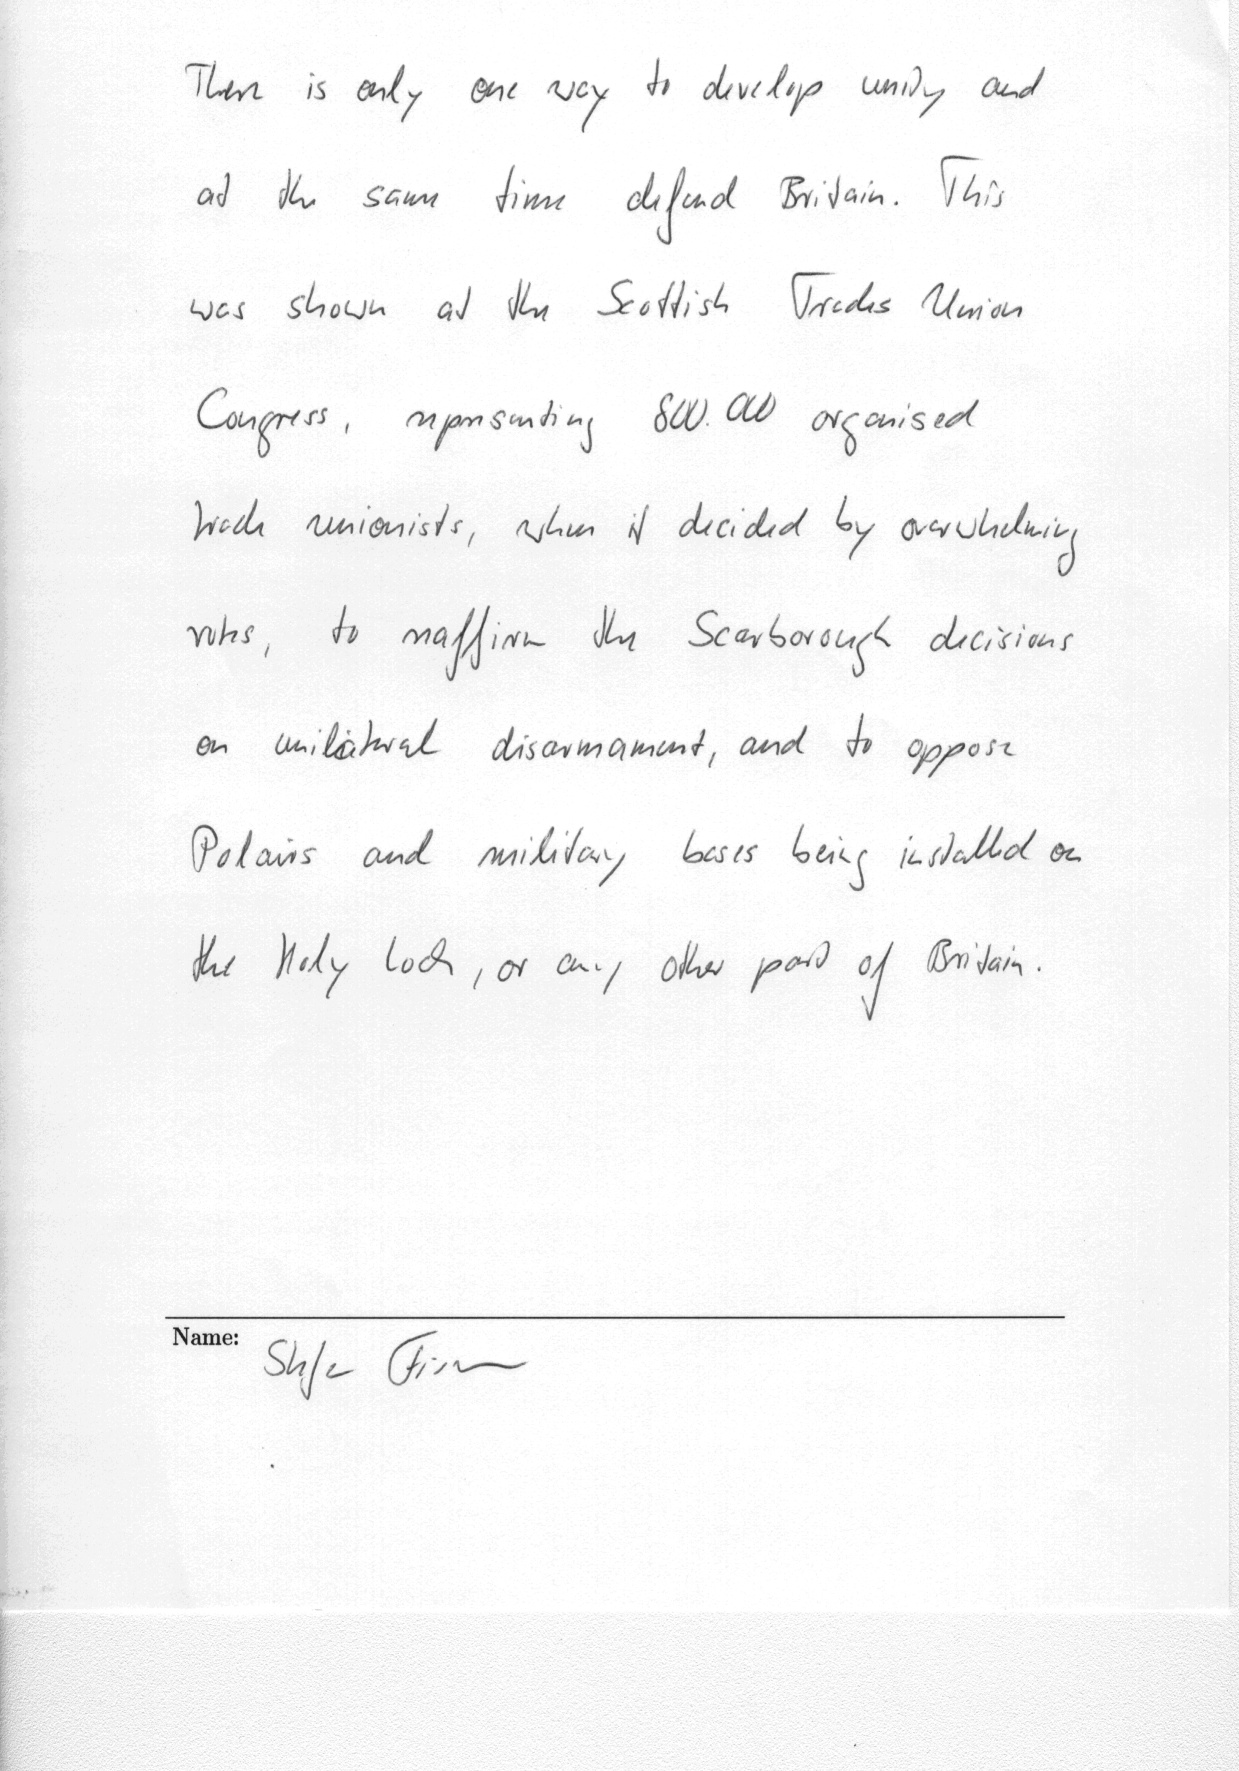 There is only one way to develop unity and
at the same time defend Britain. This
was shown at the Scottish Trades Union
Congress, representing 800.000 organised
trade unionists, when it decided by overwhelming
votes, to reaffirm the Scarborough decisions
on unilateral disarmament, and to oppose
Polaris and military bases being installed on
the Holy Loch, or any other part of Britain.
Name: